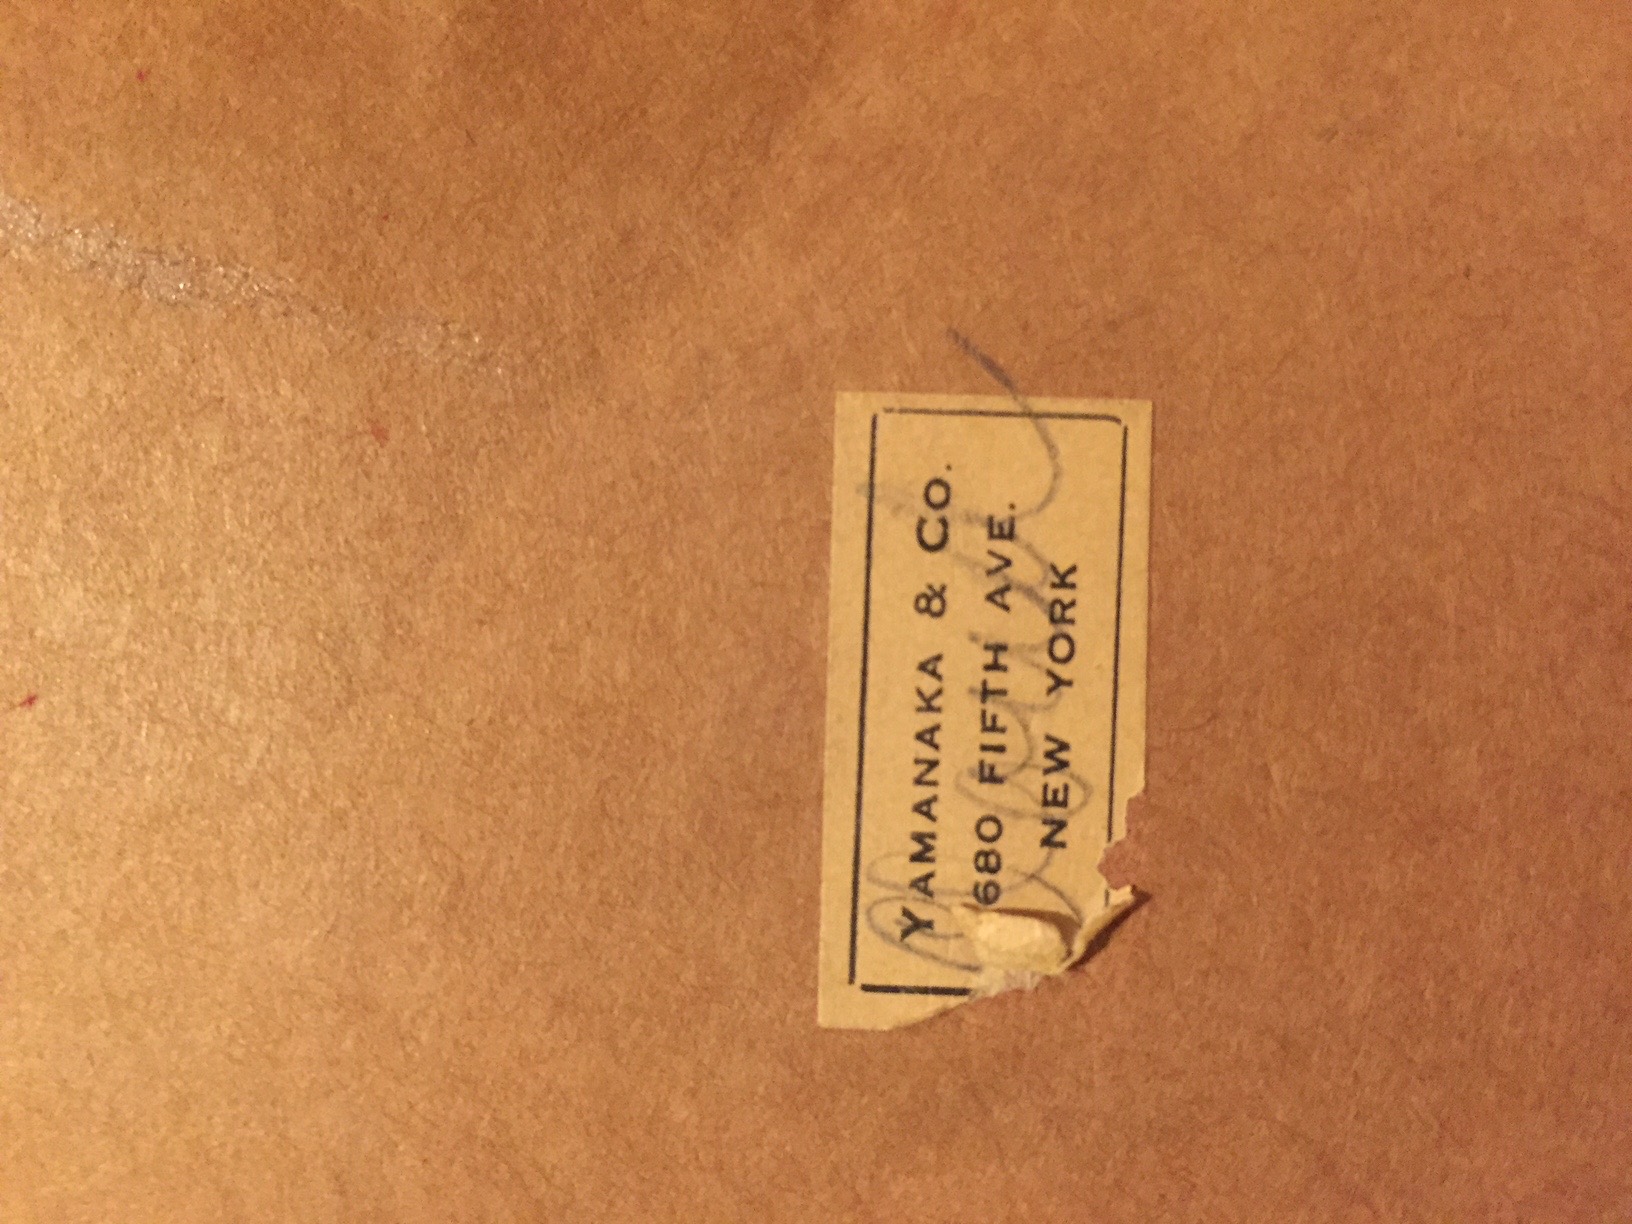 YAMANAKA & CO.
680 FIFTH AVE.
NEW YORK